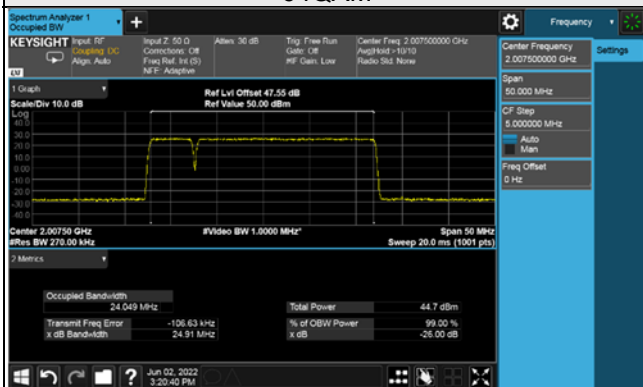 Spectrum Analyzer 1
Occupied BW
Frequency
KEYSIGHT
Input: RF
Coupling: DC
Align: Auto
Input Z: 50 Ω
Corrections: Off
Freq Ref: Int (S)
NFE: Adaptive
Atten: 30 dB
Trig: Free Run
Gate: Off
#IF Gain: Low
Center Freq: 2.007500000 GHz
Avg|Hold:>10/10
Radio Std: None
Center Frequency
2.007500000 GHz
Settings
Span
50.000 MHz
CF Step
5.000000 MHz
Auto
Man
Freq Offset
0 Hz
1 Graph
Scale/Div 10.0 dB
Ref Lvl Offset 47.55 dB
Ref Value 50.00 dBm
Log
40.0
30.0
20.0
10.0
0.00
-10.0
-20.0
-30.0
-40.0
Center 2.00750 GHz
#Video BW 1.0000 MHz*
Span 50 MHz
#Res BW 270.00 kHz
Sweep 20.0 ms (1001 pts)
2 Metrics
Occupied Bandwidth
24.049 MHz
Total Power
44.7 dBm
Transmit Freq Error
-106.63 kHz
% of OBW Power
99.00 %
x dB Bandwidth
24.91 MHz
x dB
-26.00 dB
Jun 02, 2022
3:20:40 PM